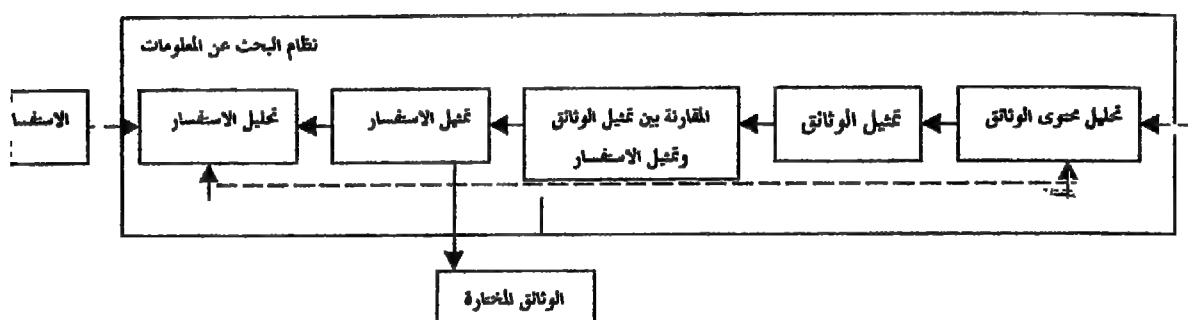 نظام البحث عن المعلومات
تحليل محتوى الوثائق
تمثيل الوثائق
المقارنة بين تمثيل الوثائق
وتمثيل الاستفسار
تمثيل الاستفسار
تحليل الاستفسار
الاستفسا
الوثائق المختارة